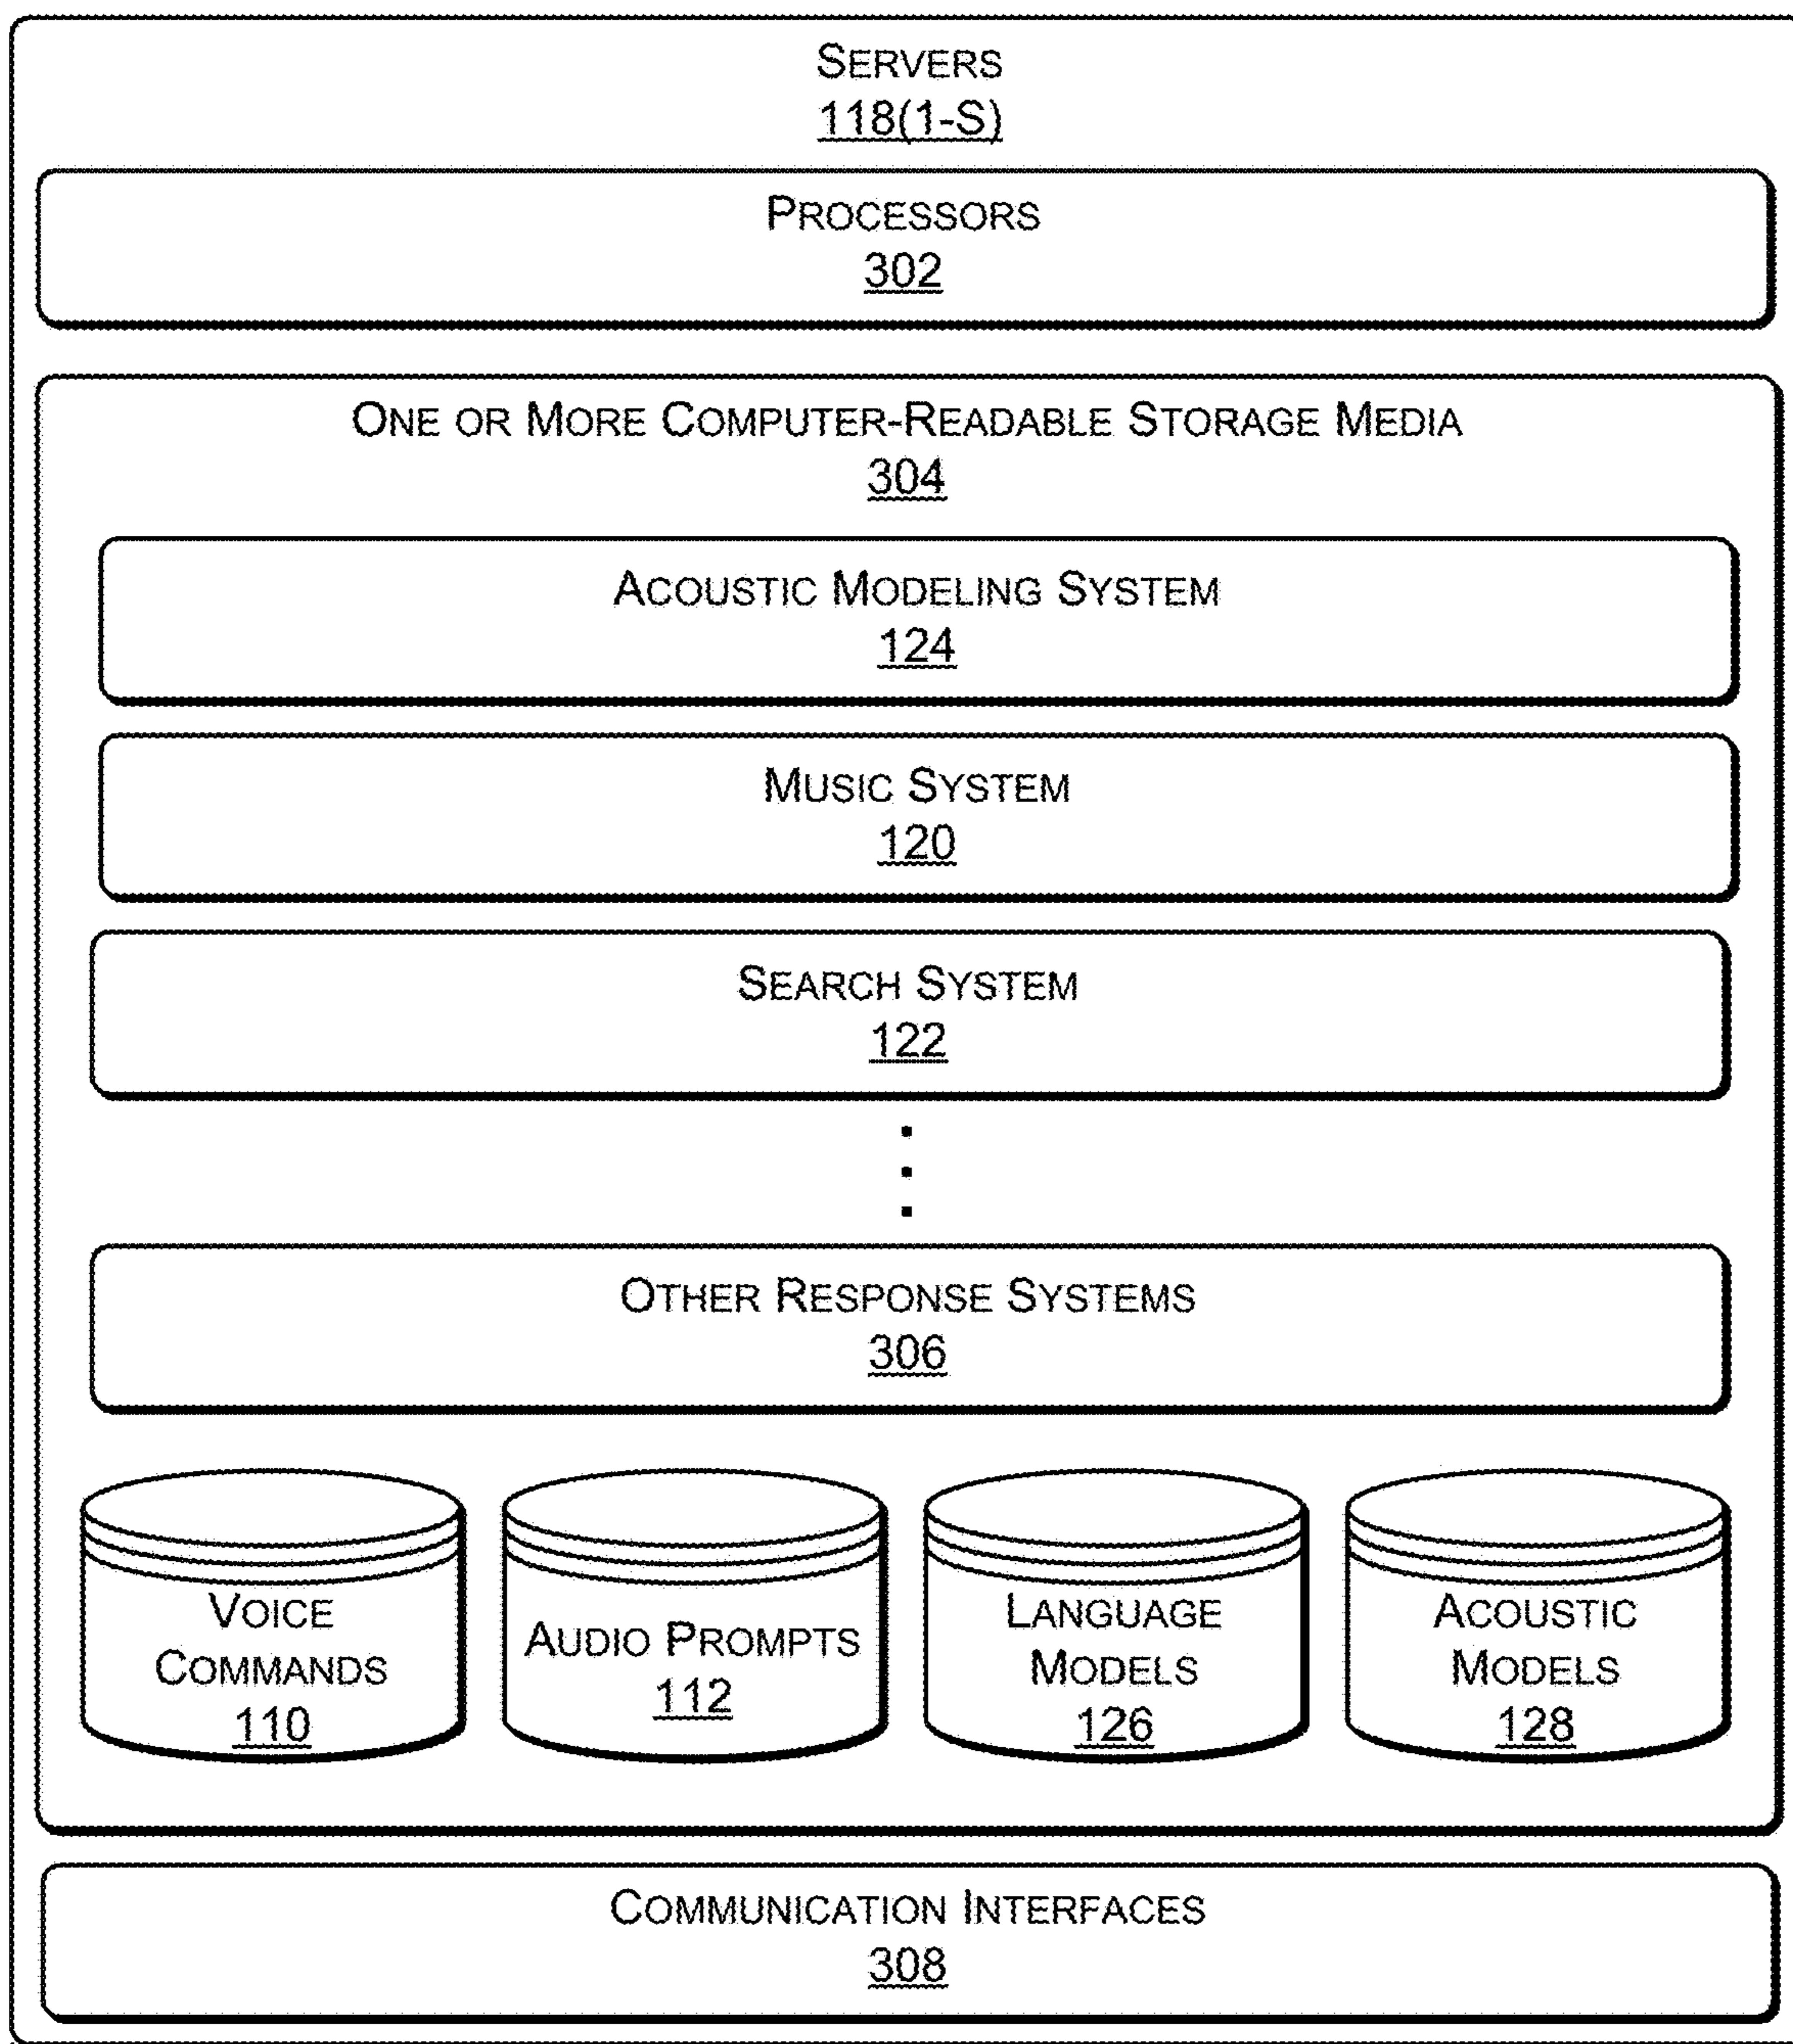 SERVERS
118(1-S)
PROCESSORS
302
ONE OR MORE COMPUTER-READABLE STORAGE MEDIA
304
ACOUSTIC MODELING SYSTEM
124
MUSIC SYSTEM
120
SEARCH SYSTEM
122
OTHER RESPONSE SYSTEMS
306
VOICE
COMMANDS
110
AUDIO PROMPTS
112
LANGUAGE
MODELS
126
ACOUSTIC
MODELS
128
COMMUNICATION INTERFACES
308